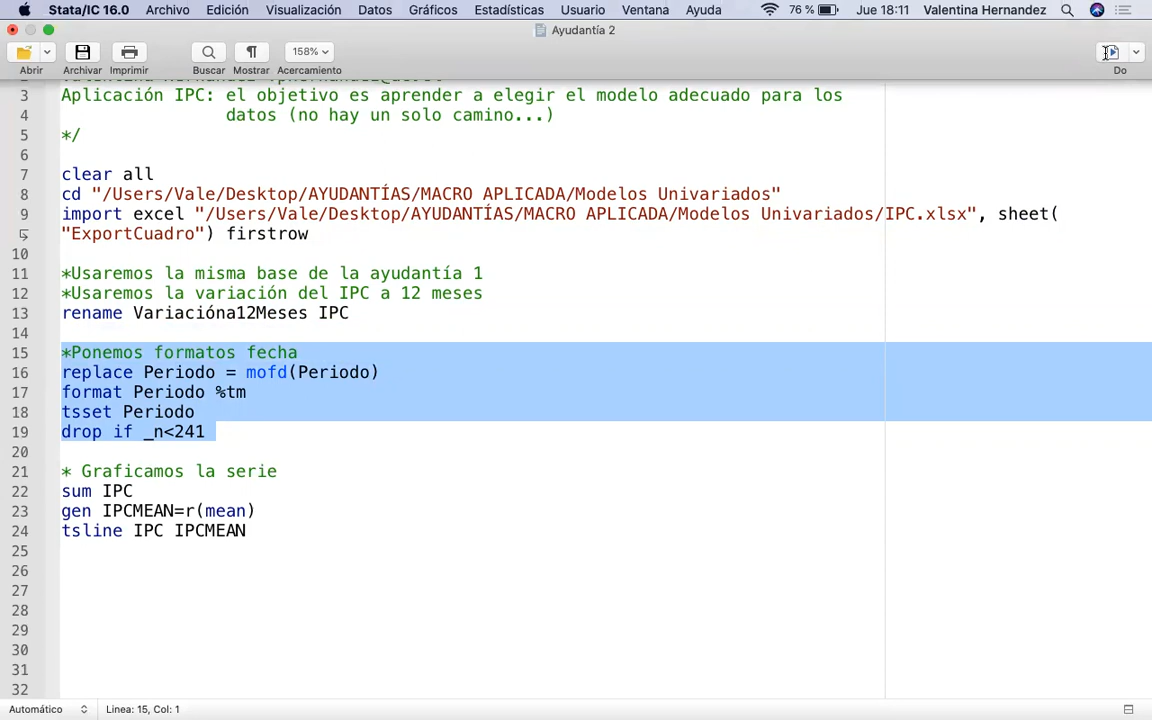 Stata/IC 16.0 Archivo Edición Visualización Datos Gráficos Estadísticas Usuario Ventana Ayuda 76 % Jue 18:11 Valentina Hernandez
Ayudantía 2
158%
Abrir Archivar Imprimir Buscar Mostrar Acercamiento Do
3 Aplicación IPC: el objetivo es aprender a elegir el modelo adecuado para los
4 datos (no hay un solo camino...)
5 */
6
7 clear all
8 cd "/Users/Vale/Desktop/AYUDANTÍAS/MACRO APLICADA/Modelos Univariados"
9 import excel "/Users/Vale/Desktop/AYUDANTÍAS/MACRO APLICADA/Modelos Univariados/IPC.xlsx", sheet(
"ExportCuadro") firstrow
10
11 *Usaremos la misma base de la ayudantía 1
12 *Usaremos la variación del IPC a 12 meses
13 rename Variacióna12Meses IPC
14
15 *Ponemos formatos fecha
16 replace Periodo = mofd(Periodo)
17 format Periodo %tm
18 tsset Periodo
19 drop if _n<241
20
21 * Graficamos la serie
22 sum IPC
23 gen IPCMEAN=r(mean)
24 tsline IPC IPCMEAN
25
26
27
28
29
30
31
32
Automático Linea: 15, Col: 1